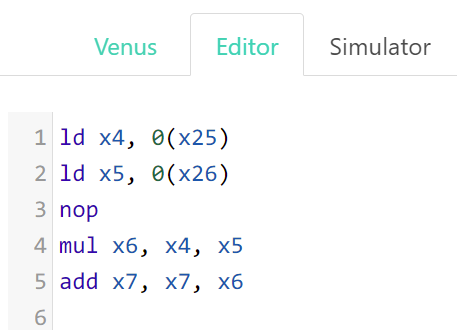 Venus Editor Simulator
1 ld x4, 0(x25)
2 ld x5, 0(x26)
3 nop
4 mul x6, x4, x5
5 add x7, x7, x6
6